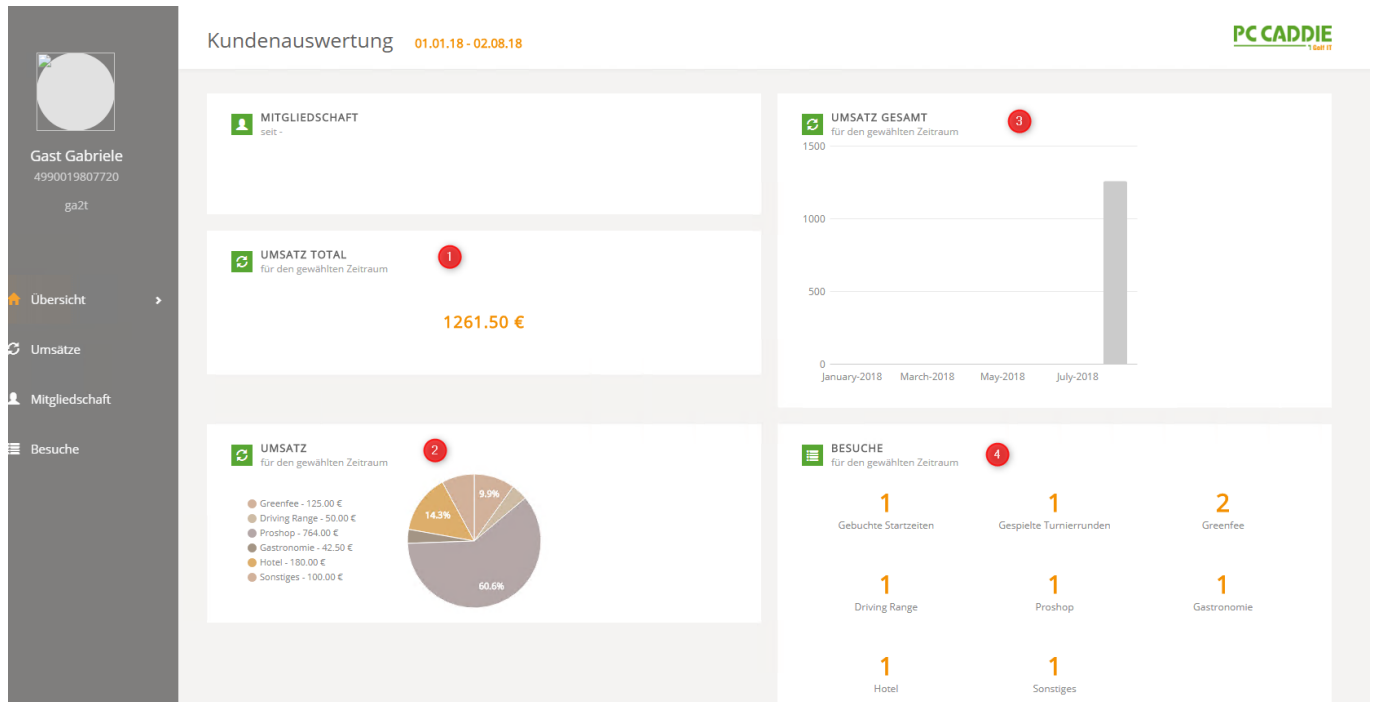 Kundenauswertung 01.01.18 - 02.08.18
PC CADDIE
1 Golf IT
Gast Gabriele
4990019807720
ga2t
Übersicht
Umsätze
Mitgliedschaft
Besuche
MITGLIEDSCHAFT
seit -
UMSATZ TOTAL
für den gewählten Zeitraum
1
1261.50 €
UMSATZ
für den gewählten Zeitraum
2
Greenfee - 125.00 €
Driving Range - 50.00 €
Proshop - 764.00 €
Gastronomie - 42.50 €
Hotel - 180.00 €
Sonstiges - 100.00 €
9.9%
14.3%
60.6%
UMSATZ GESAMT
für den gewählten Zeitraum
3
1500
1000
500
0
January-2018 March-2018 May-2018 July-2018
BESUCHE
für den gewählten Zeitraum
4
1 1 2
Gebuchte Startzeiten Gespielte Turnierrunden Greenfee
1 1 1
Driving Range Proshop Gastronomie
1 1
Hotel Sonstiges